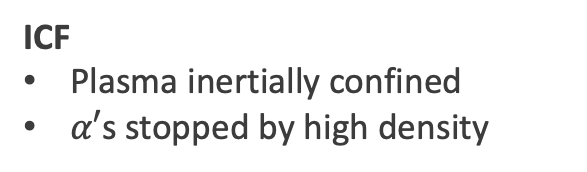 ICF
• Plasma inertially confined
• α's stopped by high density